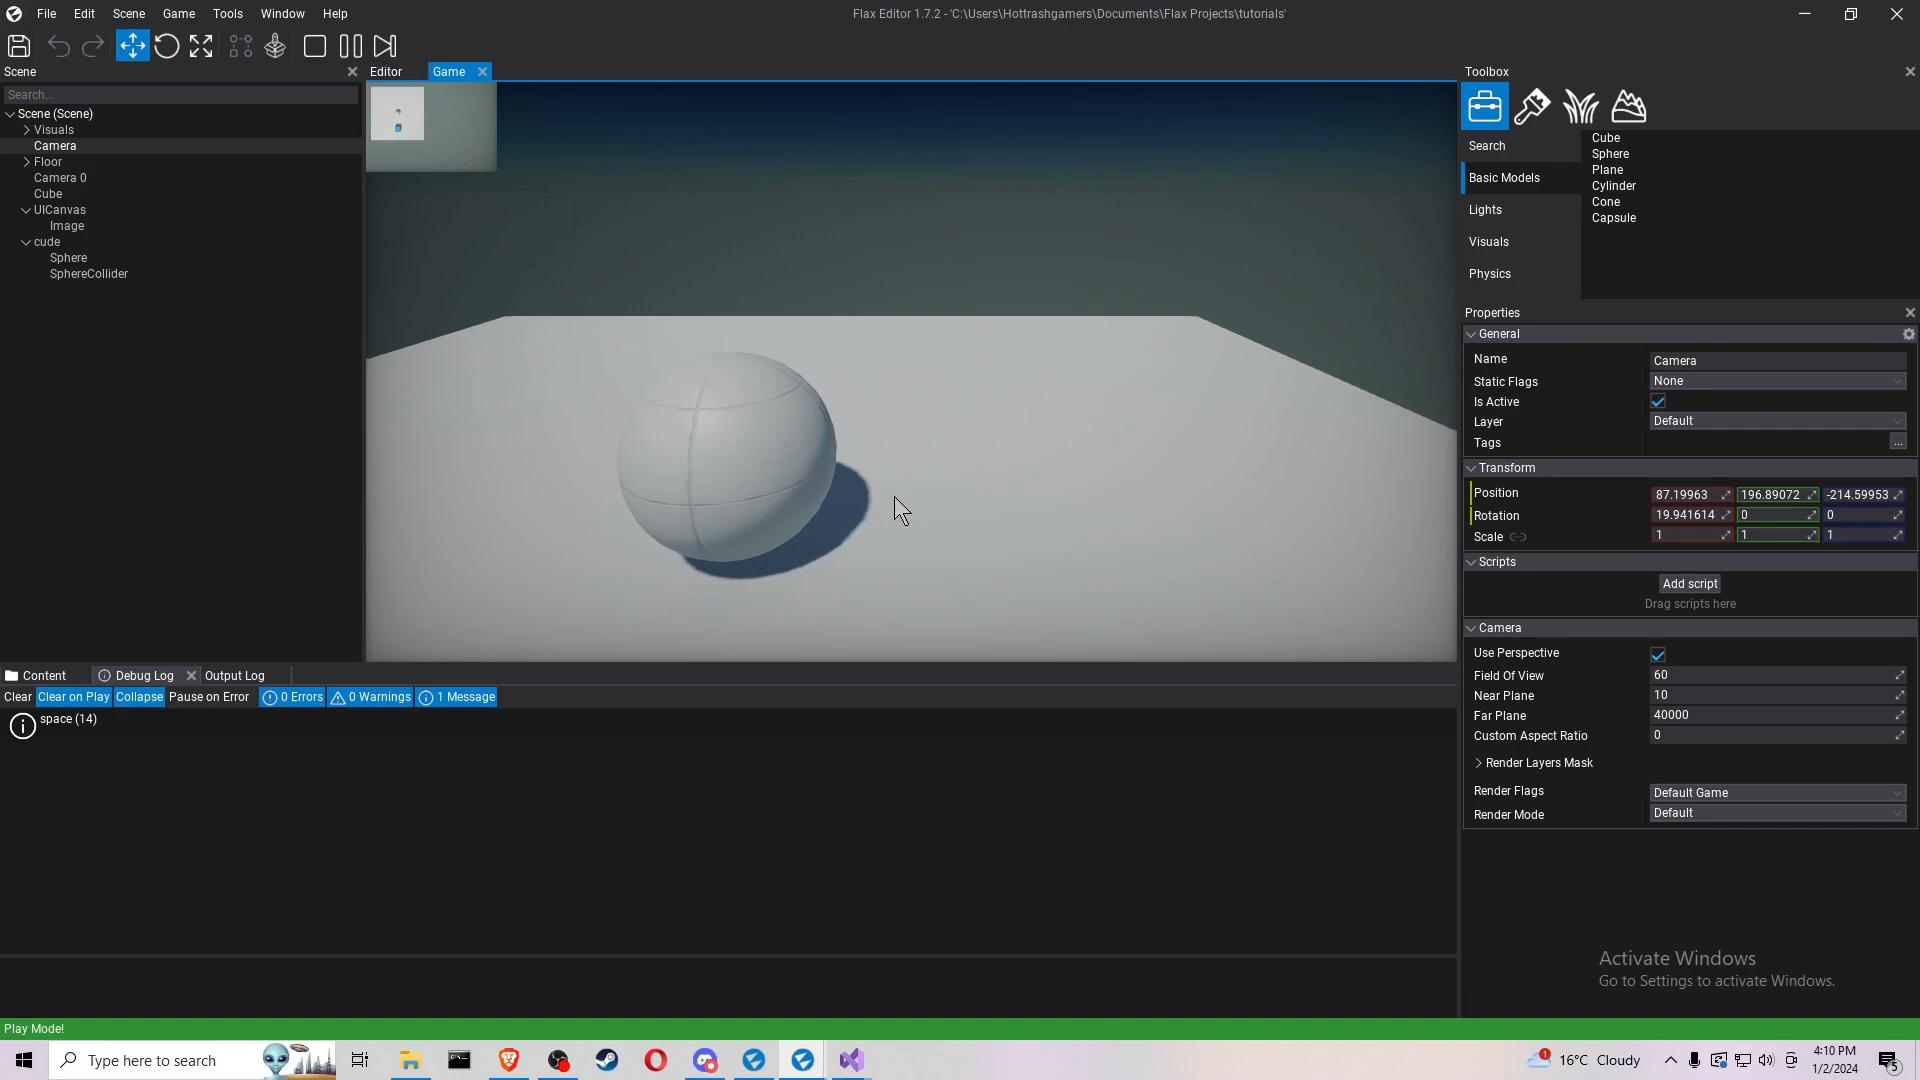 File Edit Scene Game Tools Window Help
Flax Editor 1.7.2 - 'C:\Users\Hottrashgamers\Documents\Flax Projects\tutorials'
Scene
Search...
Scene (Scene)
Visuals
Camera
Floor
Camera 0
Cube
UICanvas
Image
cude
Sphere
SphereCollider
Editor Game
Toolbox
Search
Basic Models
Lights
Visuals
Physics
Cube
Sphere
Plane
Cylinder
Cone
Capsule
Properties
General
Name Camera
Static Flags None
Is Active
Layer Default
Tags ...
Transform
Position 87.19963 196.89072 -214.59953
Rotation 19.941614 0 0
Scale 1 1 1
Scripts
Add script
Drag scripts here
Camera
Use Perspective
Field Of View 60
Near Plane 10
Far Plane 40000
Custom Aspect Ratio 0
Render Layers Mask
Render Flags Default Game
Render Mode Default
Content Debug Log Output Log
Clear Clear on Play Collapse Pause on Error 0 Errors 0 Warnings 1 Message
space (14)
Activate Windows
Go to Settings to activate Windows.
Play Mode!
Type here to search
1
16°C Cloudy
4:10 PM
1/2/2024
5